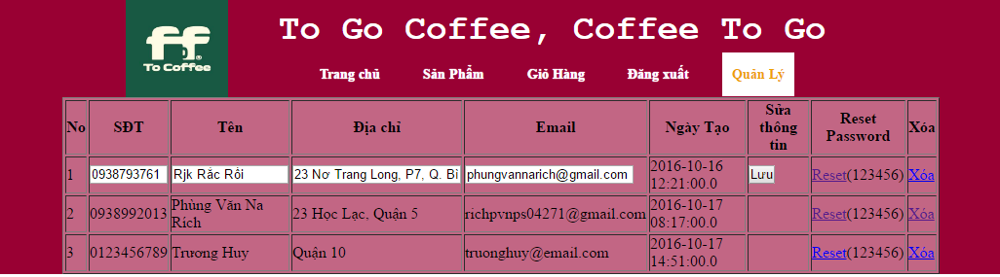 To Go Coffee, Coffee To Go
ff®
To Coffee
Trang chủ Sản Phẩm Giỏ Hàng Đăng xuất Quản Lý
No SĐT Tên Địa chỉ Email Ngày Tạo Sửa thông tin Reset Password Xóa
1 0938793761 Rjk Rắc Rối 23 Nơ Trang Long, P7, Q. Bì phungvannarich@gmail.com 2016-10-16 12:21:00.0 Lưu Reset(123456) Xóa
2 0938992013 Phùng Văn Na Rích 23 Học Lạc, Quận 5 richpvnps04271@gmail.com 2016-10-17 08:17:00.0 Reset(123456) Xóa
3 0123456789 Trương Huy Quận 10 truonghuy@email.com 2016-10-17 14:51:00.0 Reset(123456) Xóa